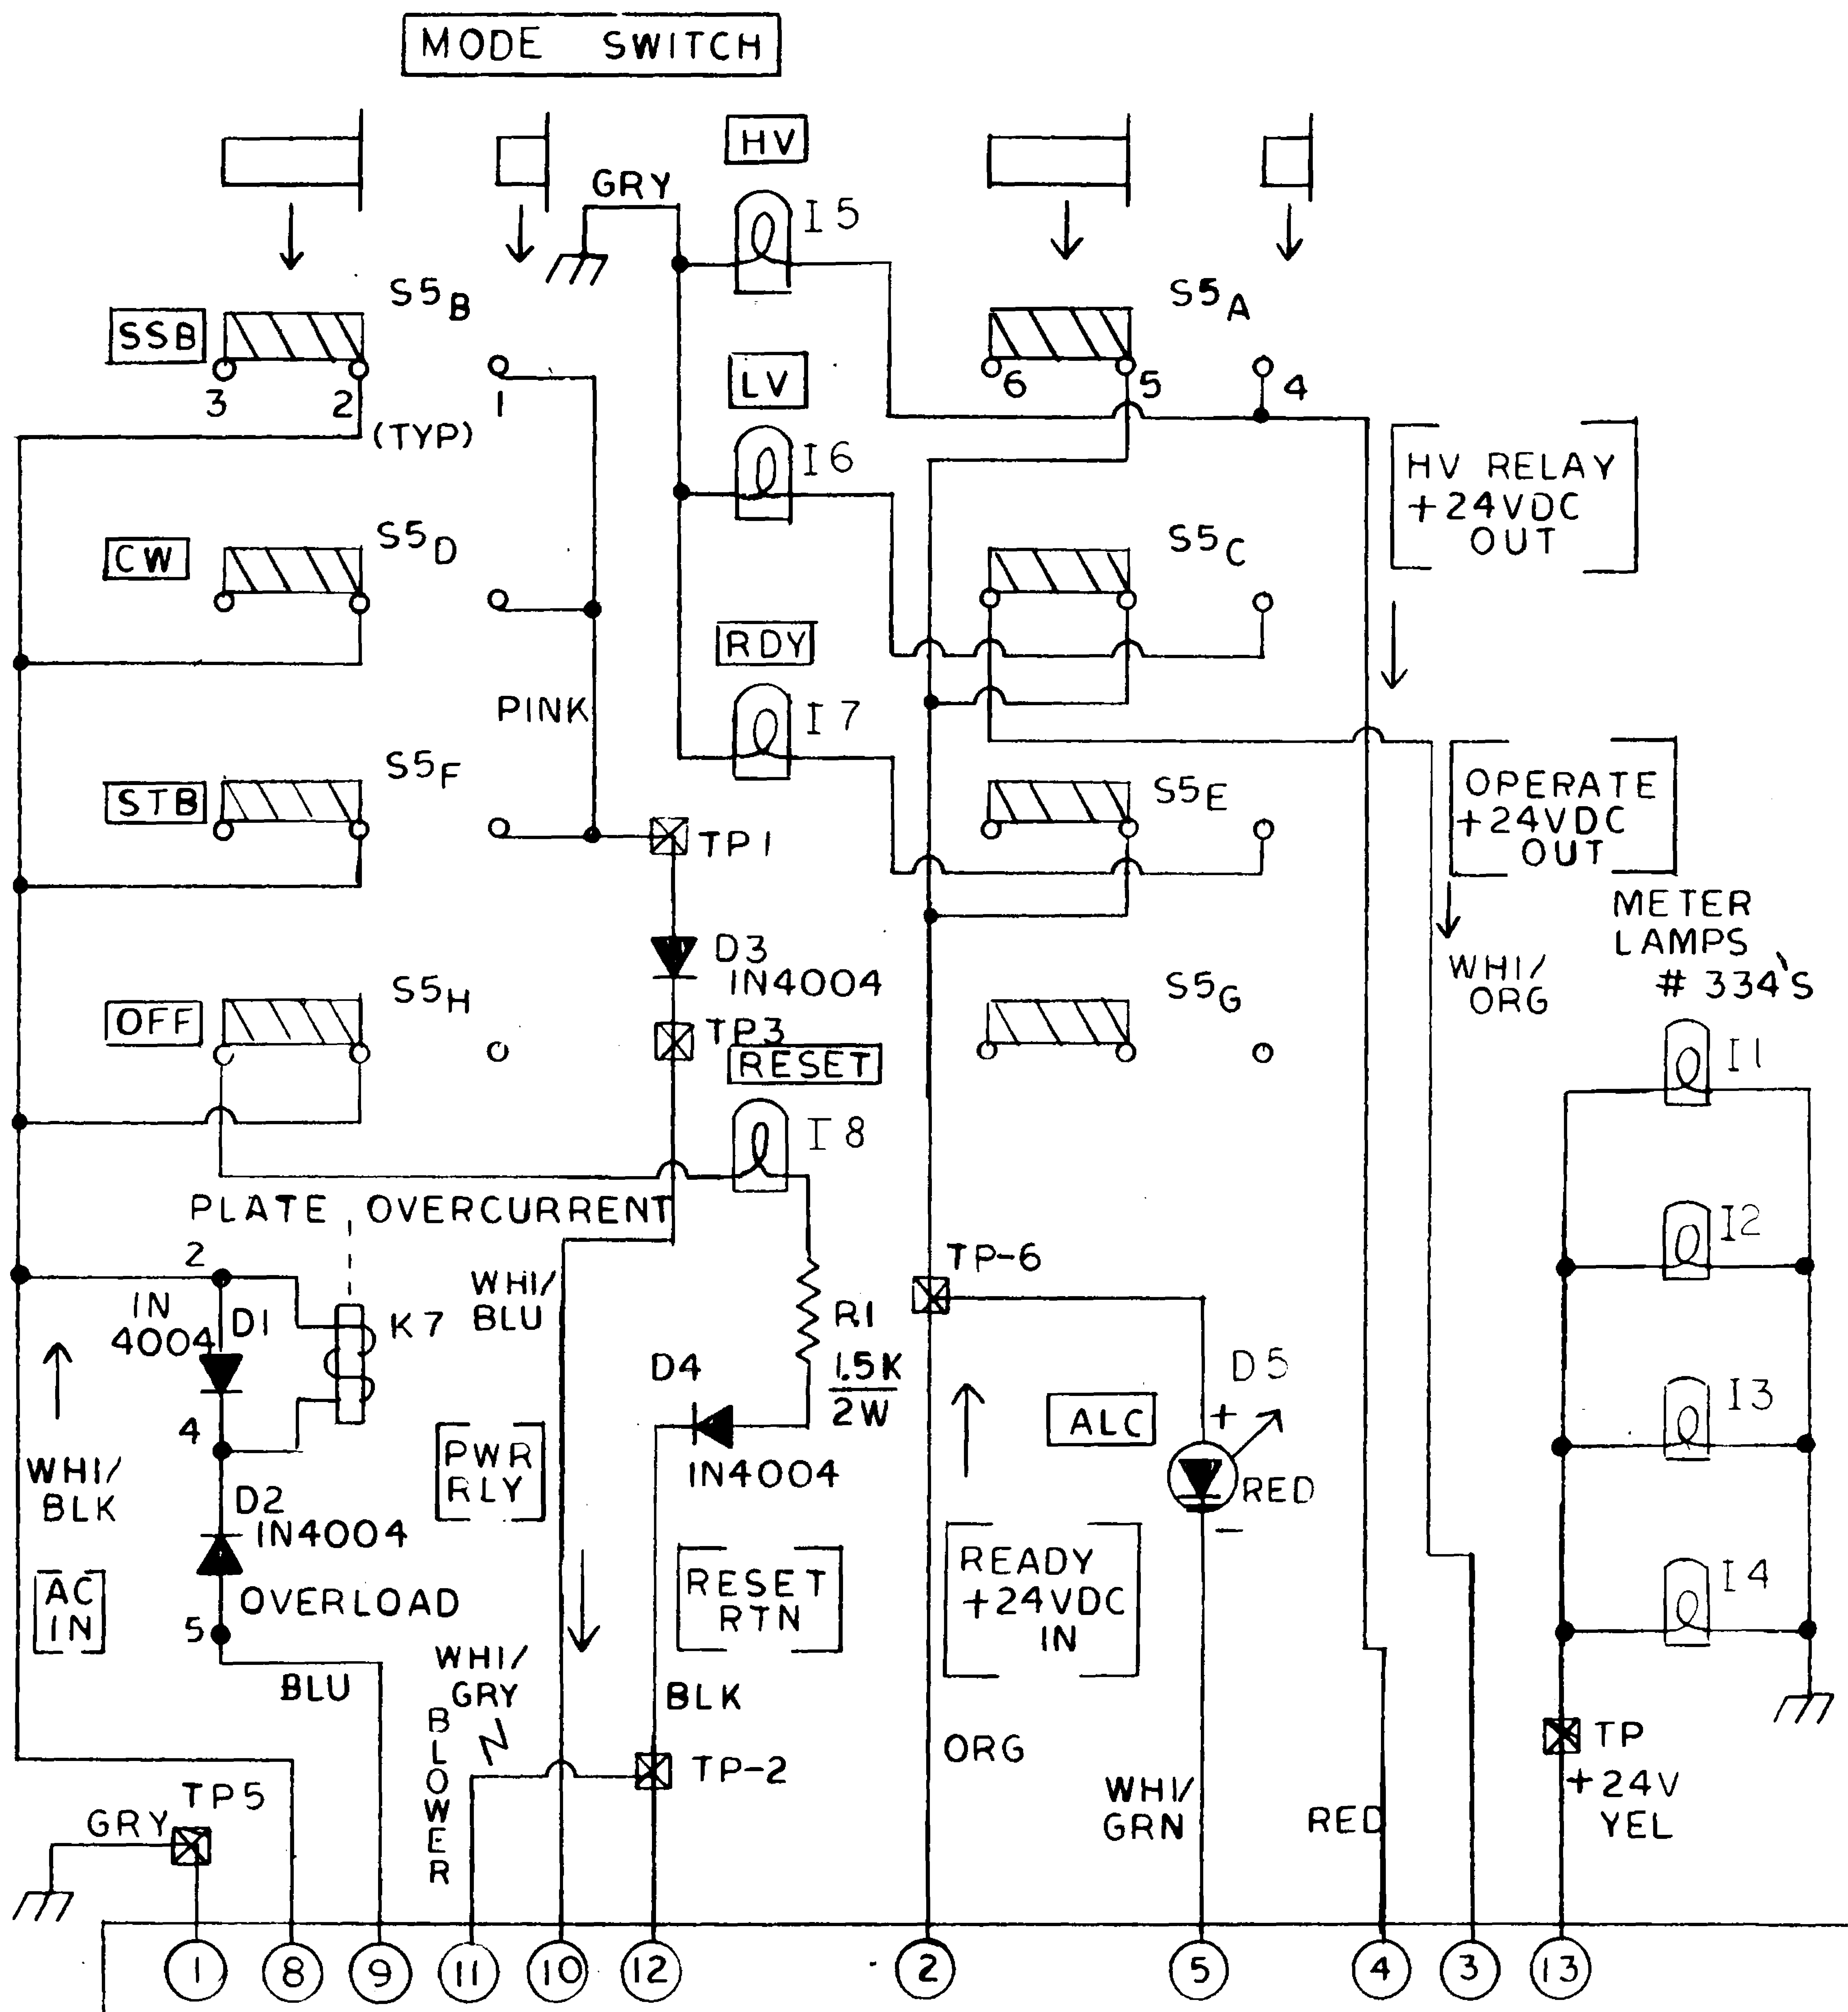 MODE SWITCH
HV
GRY
I5
S5B
S5A
SSB
3
2
1
LV
6
5
4
(TYP)
I6
HV RELAY
+24VDC
OUT
CW
S5D
S5C
RDY
PINK
I7
STB
S5F
S5E
OPERATE
+24VDC
OUT
TP1
METER
LAMPS
# 334'S
D3
1N4004
WHI/
ORG
OFF
S5H
TP3
S5G
RESET
I1
I8
PLATE OVERCURRENT
I2
2
TP-6
WHI/
BLU
1N
4004
D1
K7
R1
1.5K
2W
D4
1N4004
D5
+
RED
-
ALC
I3
4
WHI/
BLK
PWR
RLY
D2
1N4004
READY
+24VDC
IN
I4
AC
IN
OVERLOAD
RESET
RTN
5
BLU
WHI/
GRY
BLOWER
BLK
ORG
TP-2
WHI/
GRN
RED
TP
+24V
YEL
TP5
GRY
1
8
9
11
10
12
2
5
4
3
13